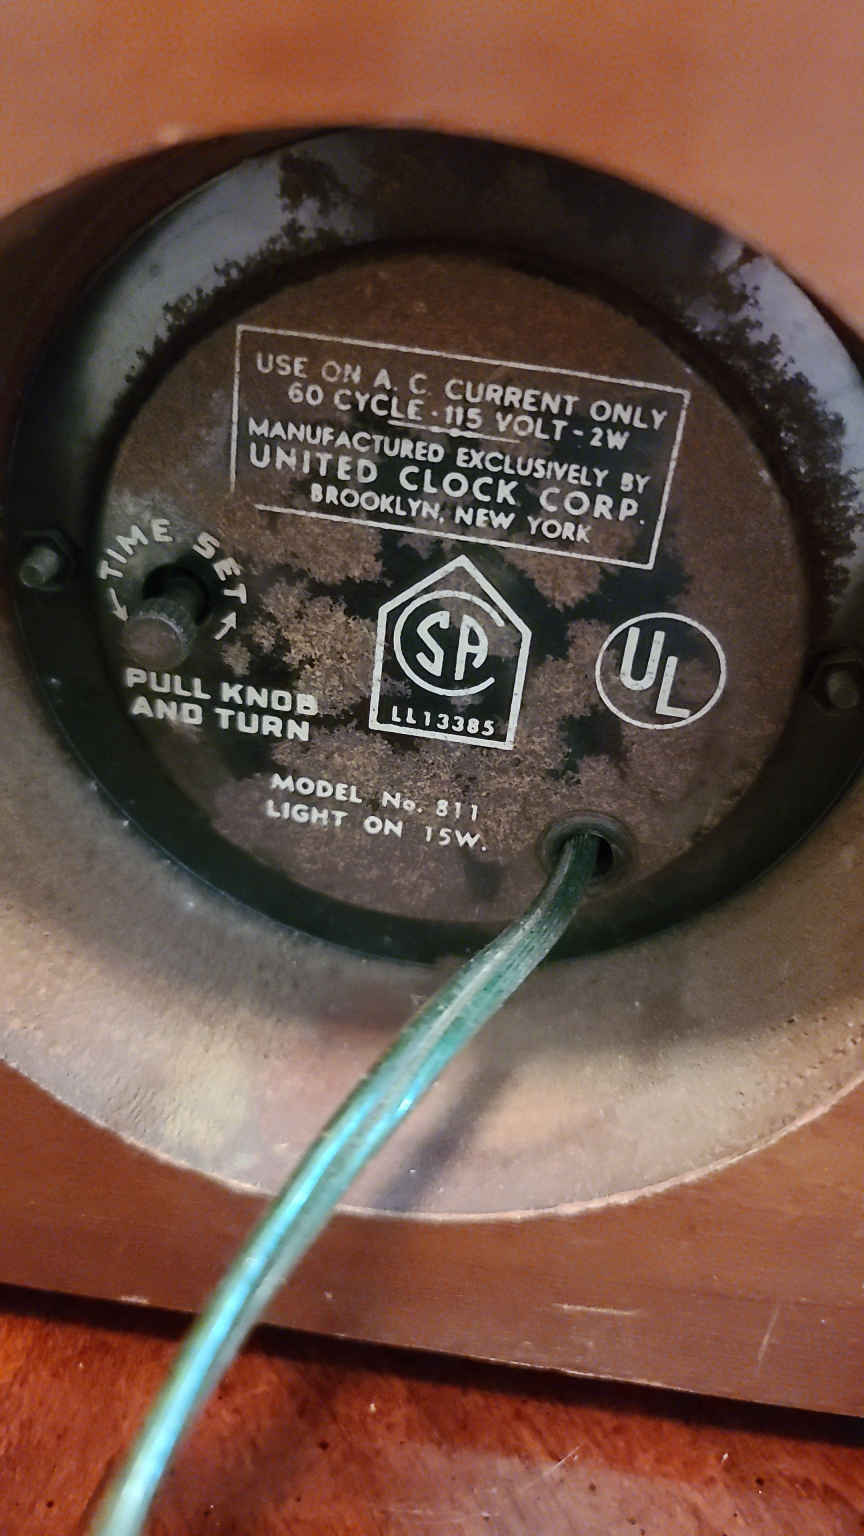 USE ON A. C. CURRENT ONLY
60 CYCLE - 115 VOLT - 2W
MANUFACTURED EXCLUSIVELY BY
UNITED CLOCK CORP.
BROOKLYN, NEW YORK
← TIME SET →
PULL KNOB
AND TURN
SA
LL13385
UL
MODEL No. 811
LIGHT ON 15W.